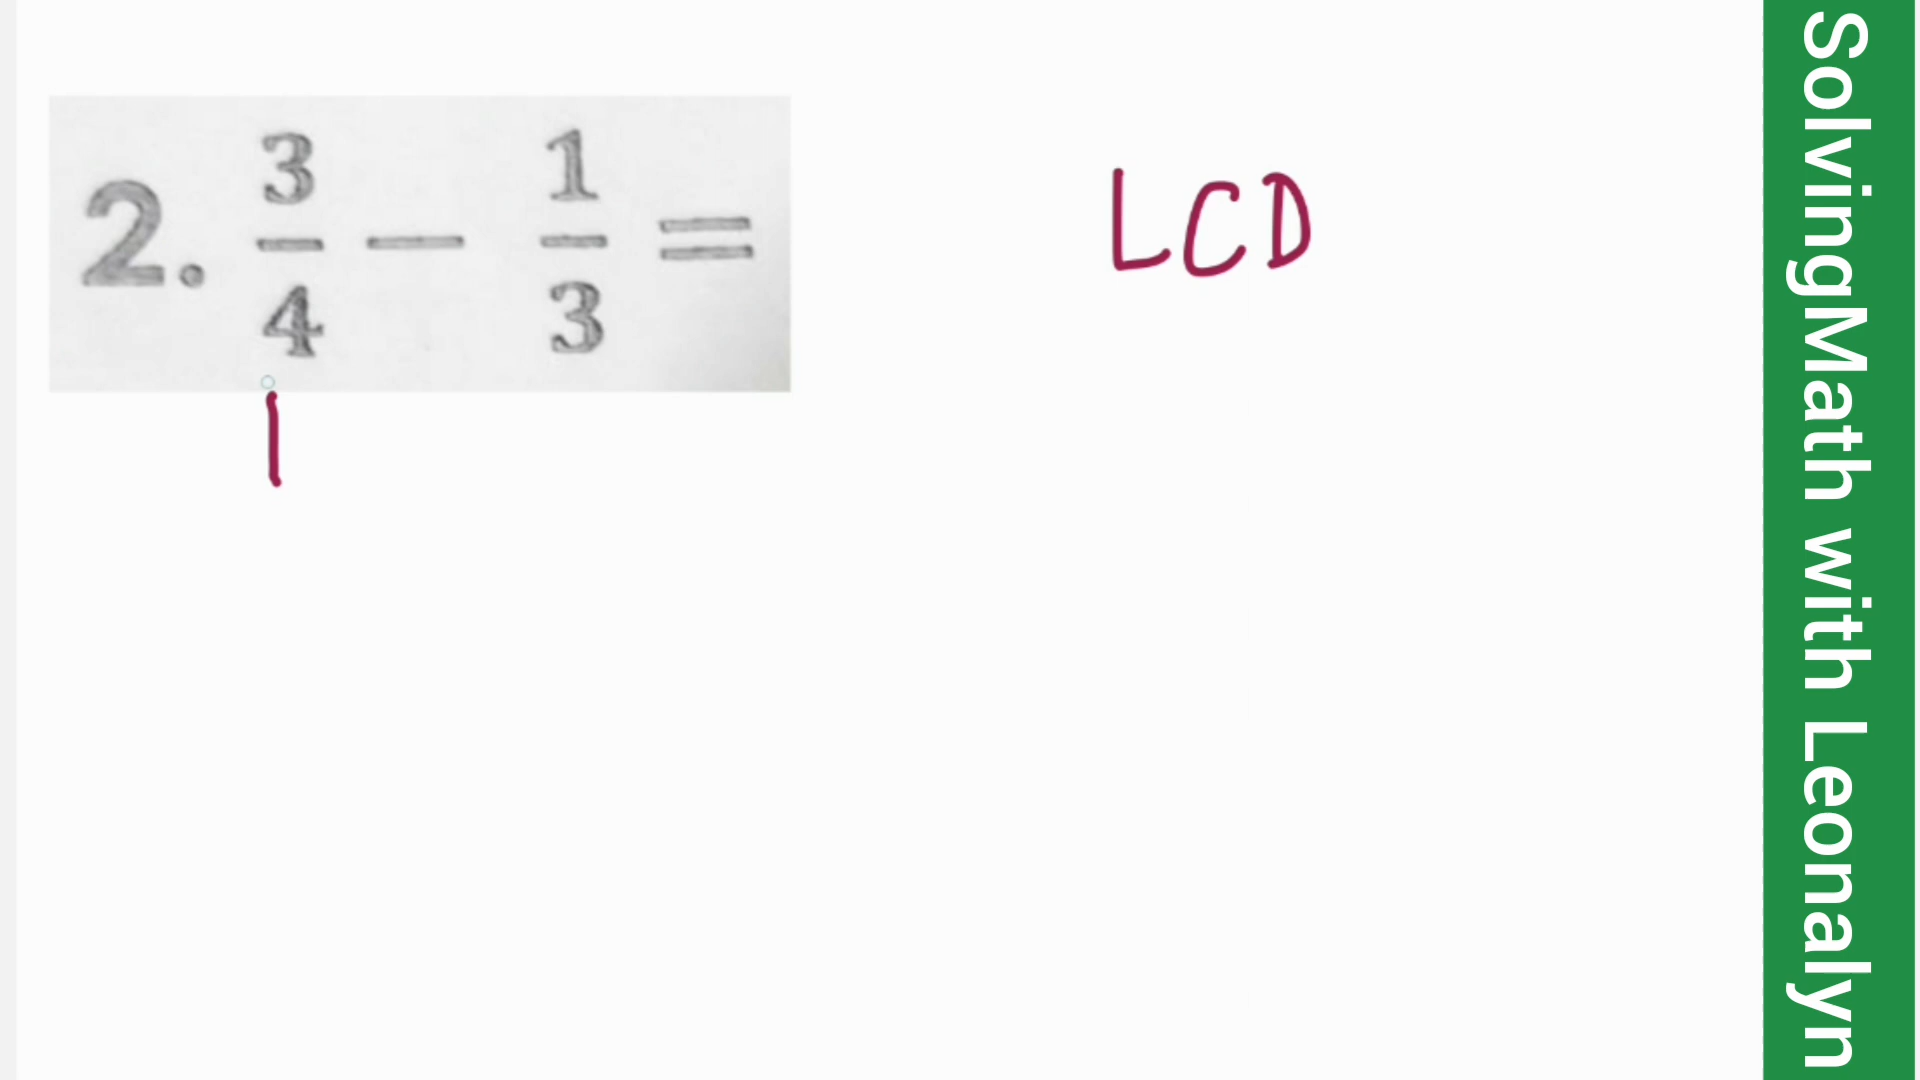 2. 3/4 — 1/3 =
LCD
SolvingMath with Leonalyn